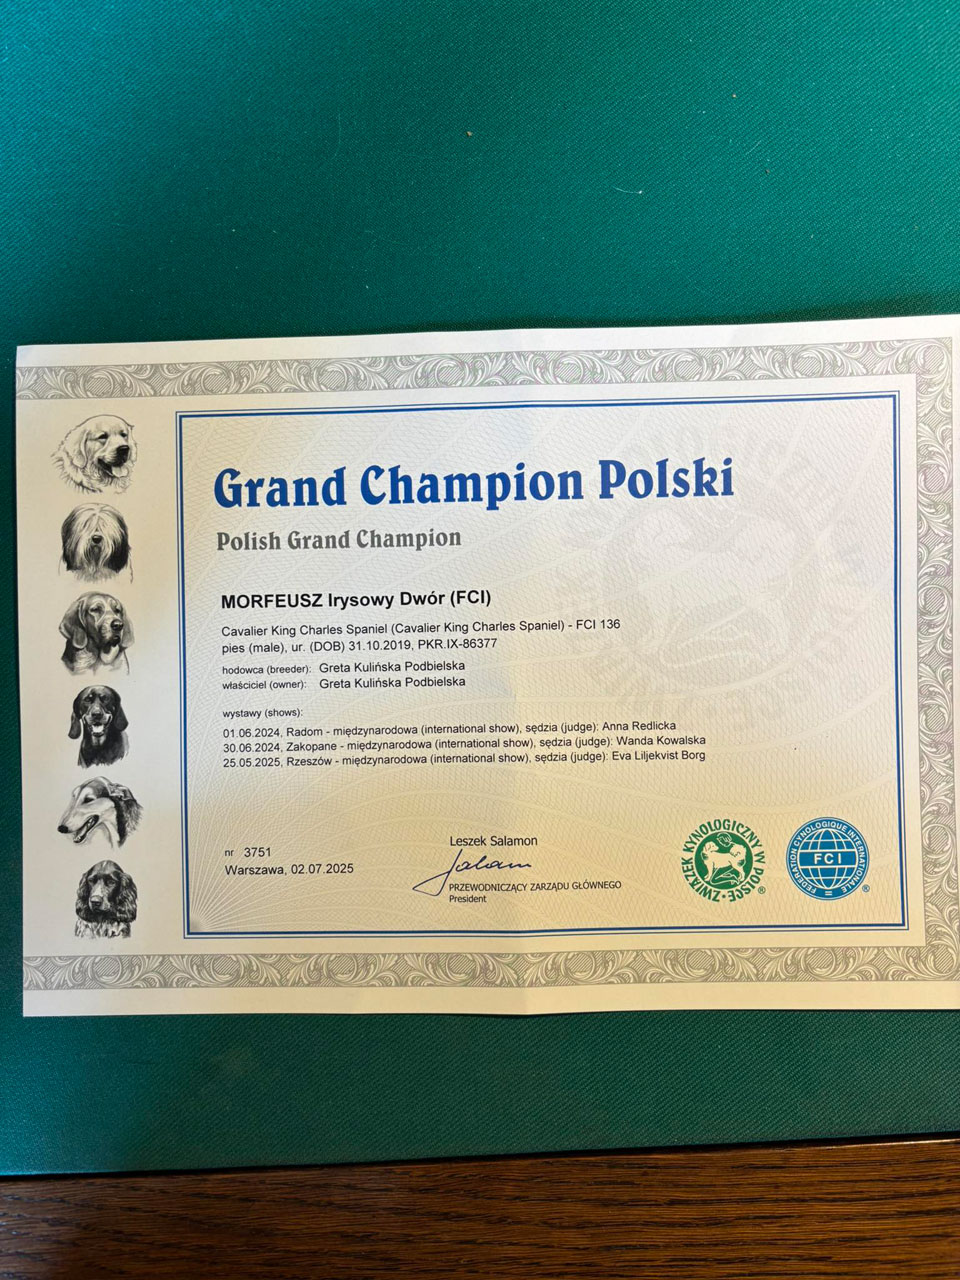 Grand Champion Polski
Polish Grand Champion
MORFEUSZ Irysowy Dwór (FCI)
Cavalier King Charles Spaniel (Cavalier King Charles Spaniel) - FCI 136
pies (male), ur. (DOB) 31.10.2019, PKR.IX-86377
hodowca (breeder): Greta Kulińska Podbielska
właściciel (owner): Greta Kulińska Podbielska
wystawy (shows):
01.06.2024, Radom - międzynarodowa (international show), sędzia (judge): Anna Redlicka
30.06.2024, Zakopane - międzynarodowa (international show), sędzia (judge): Wanda Kowalska
25.05.2025, Rzeszów - międzynarodowa (international show), sędzia (judge): Eva Liljekvist Borg
nr 3751
Warszawa, 02.07.2025
Leszek Salamon
Salamon
PRZEWODNICZĄCY ZARZĄDU GŁÓWNEGO
President
ZWIĄZEK KYNOLOGICZNY W POLSCE ®
FEDERATION CYNOLOGIQUE INTERNATIONALE ®
FCI